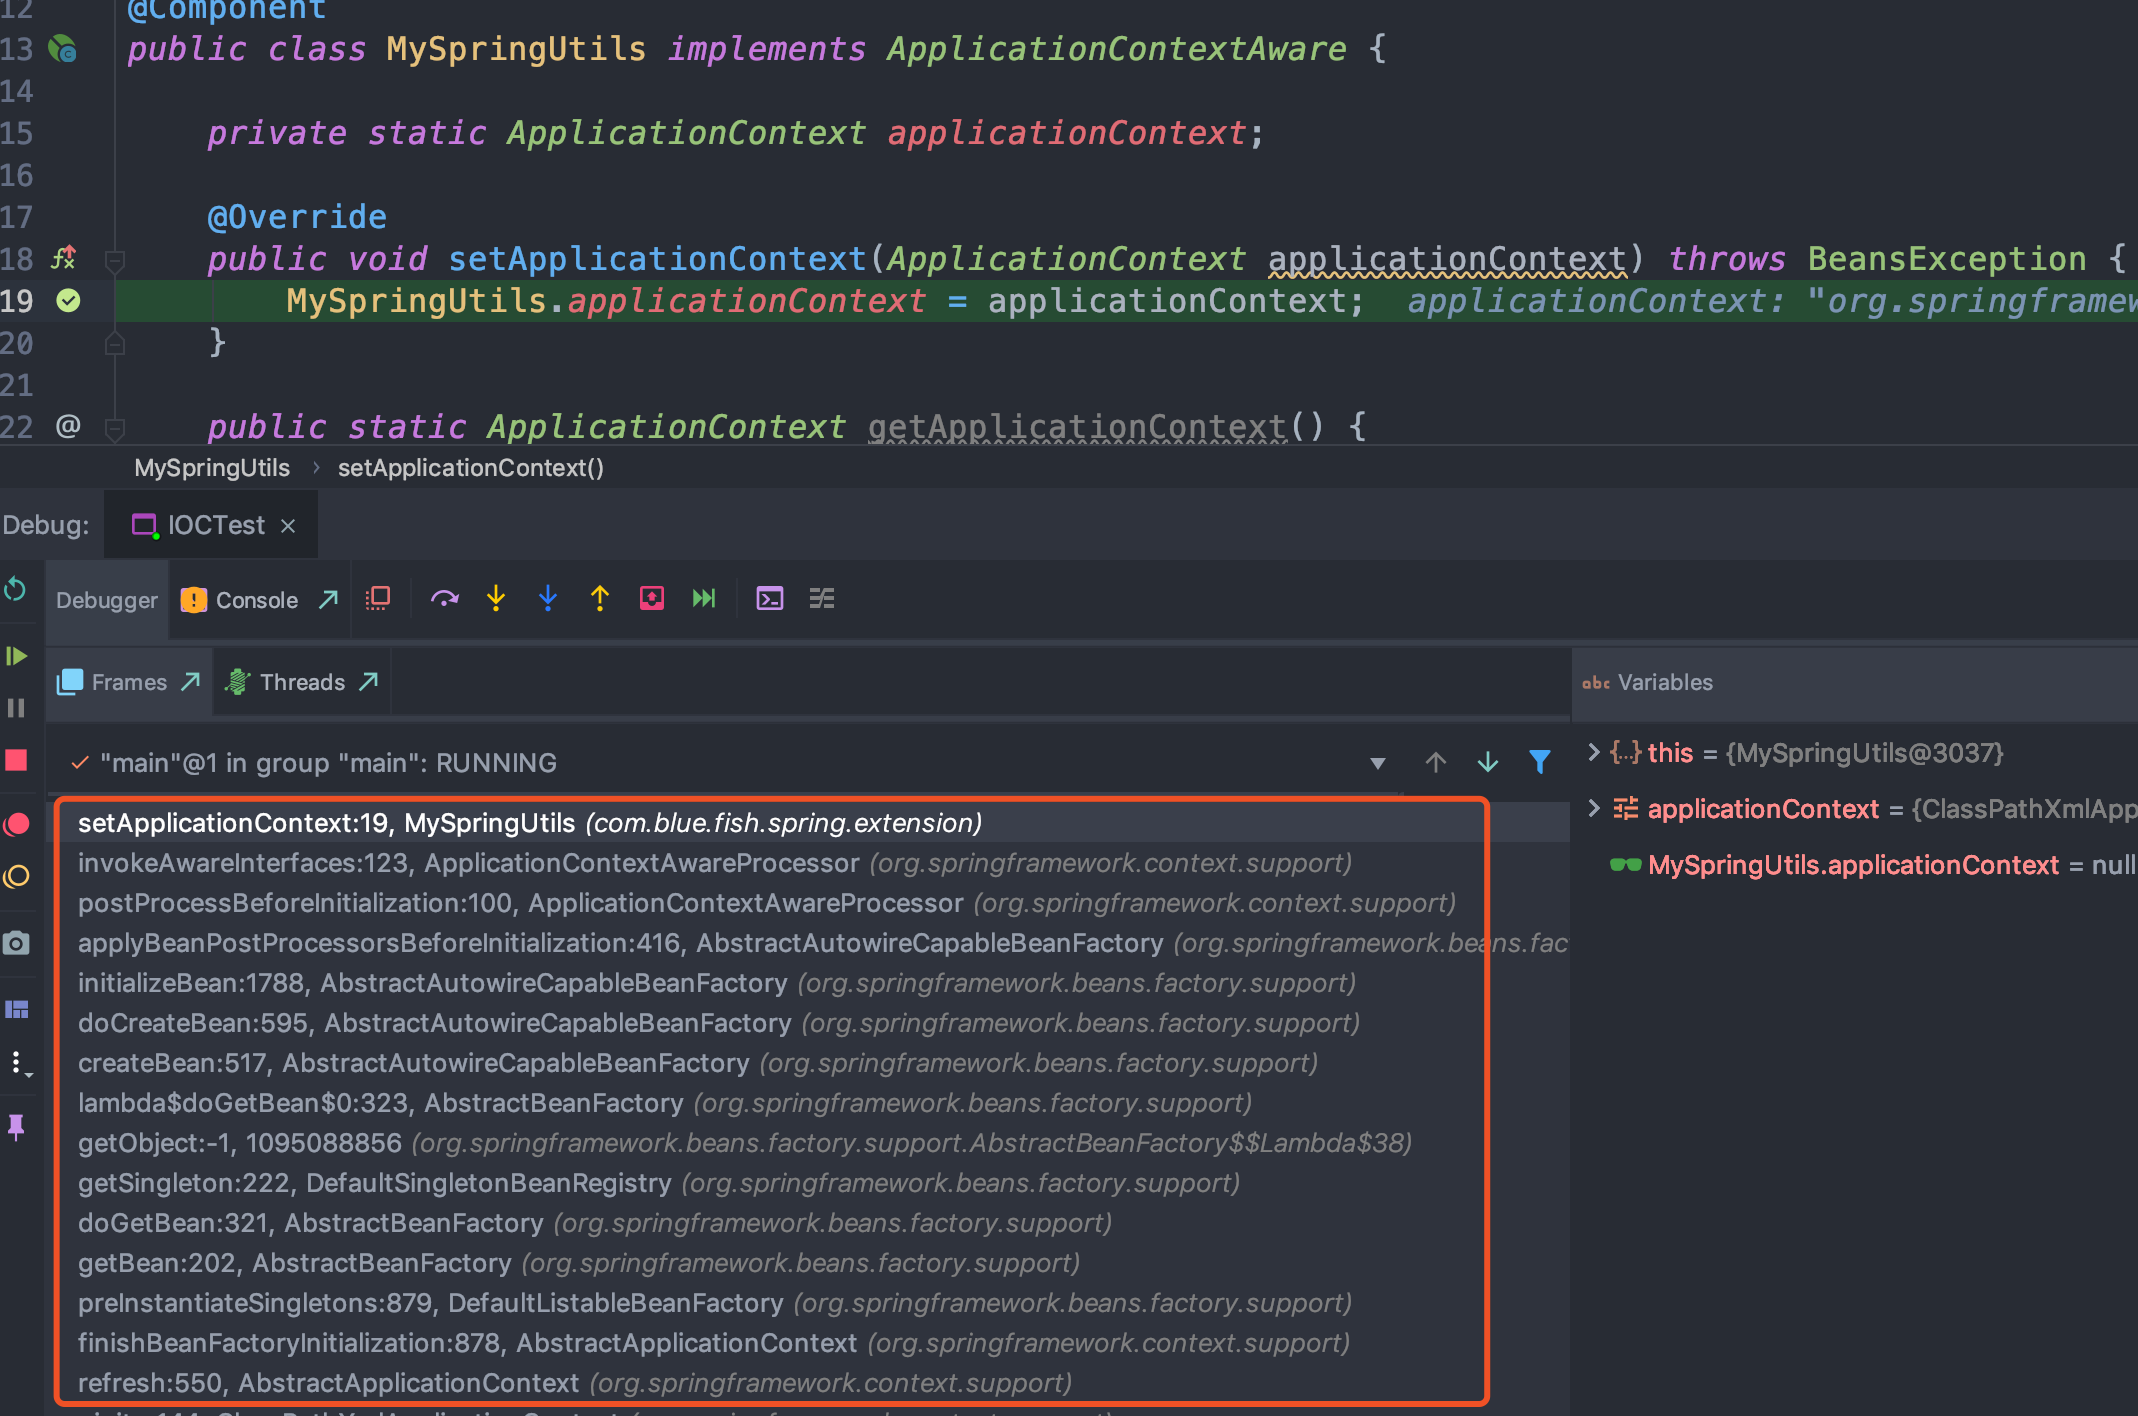 12 @Component
13 public class MySpringUtils implements ApplicationContextAware {
14
15 private static ApplicationContext applicationContext;
16
17 @Override
18 public void setApplicationContext(ApplicationContext applicationContext) throws BeansException {
19 MySpringUtils.applicationContext = applicationContext; applicationContext: "org.springframew
20 }
21
22 @ public static ApplicationContext getApplicationContext() {
MySpringUtils › setApplicationContext()
Debug: IOCTest ×
Debugger Console
Frames Threads
abc Variables
"main"@1 in group "main": RUNNING
setApplicationContext:19, MySpringUtils (com.blue.fish.spring.extension)
invokeAwareInterfaces:123, ApplicationContextAwareProcessor (org.springframework.context.support)
postProcessBeforeInitialization:100, ApplicationContextAwareProcessor (org.springframework.context.support)
applyBeanPostProcessorsBeforeInitialization:416, AbstractAutowireCapableBeanFactory (org.springframework.beans.fac
initializeBean:1788, AbstractAutowireCapableBeanFactory (org.springframework.beans.factory.support)
doCreateBean:595, AbstractAutowireCapableBeanFactory (org.springframework.beans.factory.support)
createBean:517, AbstractAutowireCapableBeanFactory (org.springframework.beans.factory.support)
lambda$doGetBean$0:323, AbstractBeanFactory (org.springframework.beans.factory.support)
getObject:-1, 1095088856 (org.springframework.beans.factory.support.AbstractBeanFactory$$Lambda$38)
getSingleton:222, DefaultSingletonBeanRegistry (org.springframework.beans.factory.support)
doGetBean:321, AbstractBeanFactory (org.springframework.beans.factory.support)
getBean:202, AbstractBeanFactory (org.springframework.beans.factory.support)
preInstantiateSingletons:879, DefaultListableBeanFactory (org.springframework.beans.factory.support)
finishBeanFactoryInitialization:878, AbstractApplicationContext (org.springframework.context.support)
refresh:550, AbstractApplicationContext (org.springframework.context.support)
this = {MySpringUtils@3037}
applicationContext = {ClassPathXmlApp
MySpringUtils.applicationContext = null